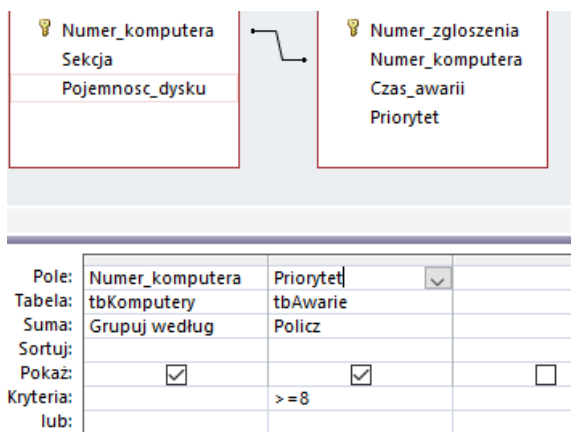 Numer_komputera
Sekcja
Pojemnosc_dysku
Numer_zgloszenia
Numer_komputera
Czas_awarii
Priorytet
Pole: Numer_komputera Priorytet
Tabela: tbKomputery tbAwarie
Suma: Grupuj według Policz
Sortuj:
Pokaż:
Kryteria: >=8
lub: